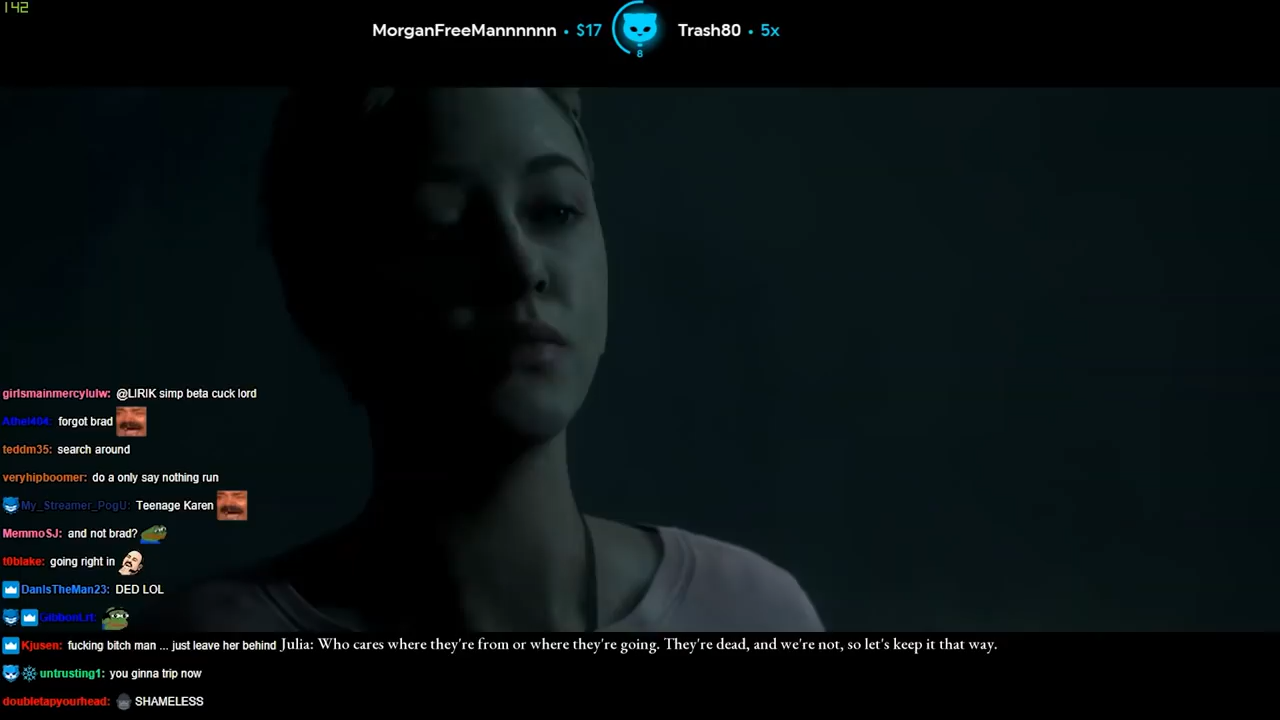 142
MorganFreeMannnnnn • $17
8
Trash80 • 5x
girlsmainmercylulw: @LIRIK simp beta cuck lord
Athel404: forgot brad
teddm35: search around
veryhipboomer: do a only say nothing run
My_Streamer_PogU: Teenage Karen
MemmoSJ: and not brad?
t0blake: going right in
DanIsTheMan23: DED LOL
GibbonLrt:
Kjusen: fucking bitch man ... just leave her behind
Julia: Who cares where they're from or where they're going. They're dead, and we're not, so let's keep it that way.
untrusting1: you ginna trip now
doubletapyourhead: SHAMELESS